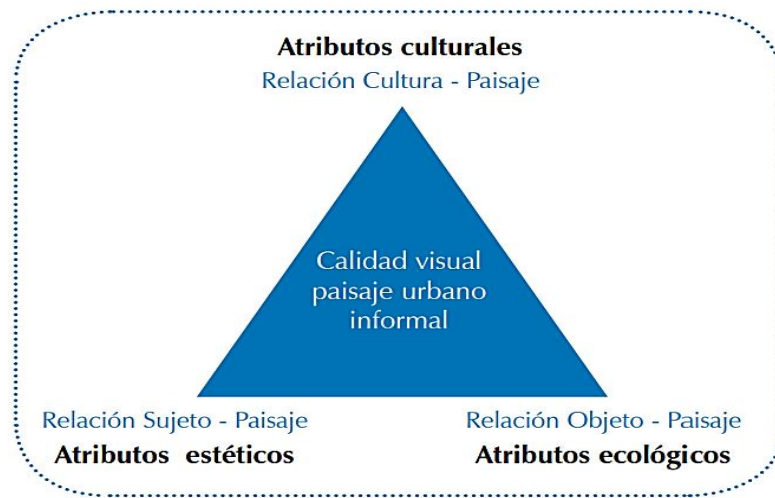 Atributos culturales
Relación Cultura - Paisaje
Calidad visual
paisaje urbano
informal
Relación Sujeto - Paisaje
Atributos estéticos
Relación Objeto - Paisaje
Atributos ecológicos